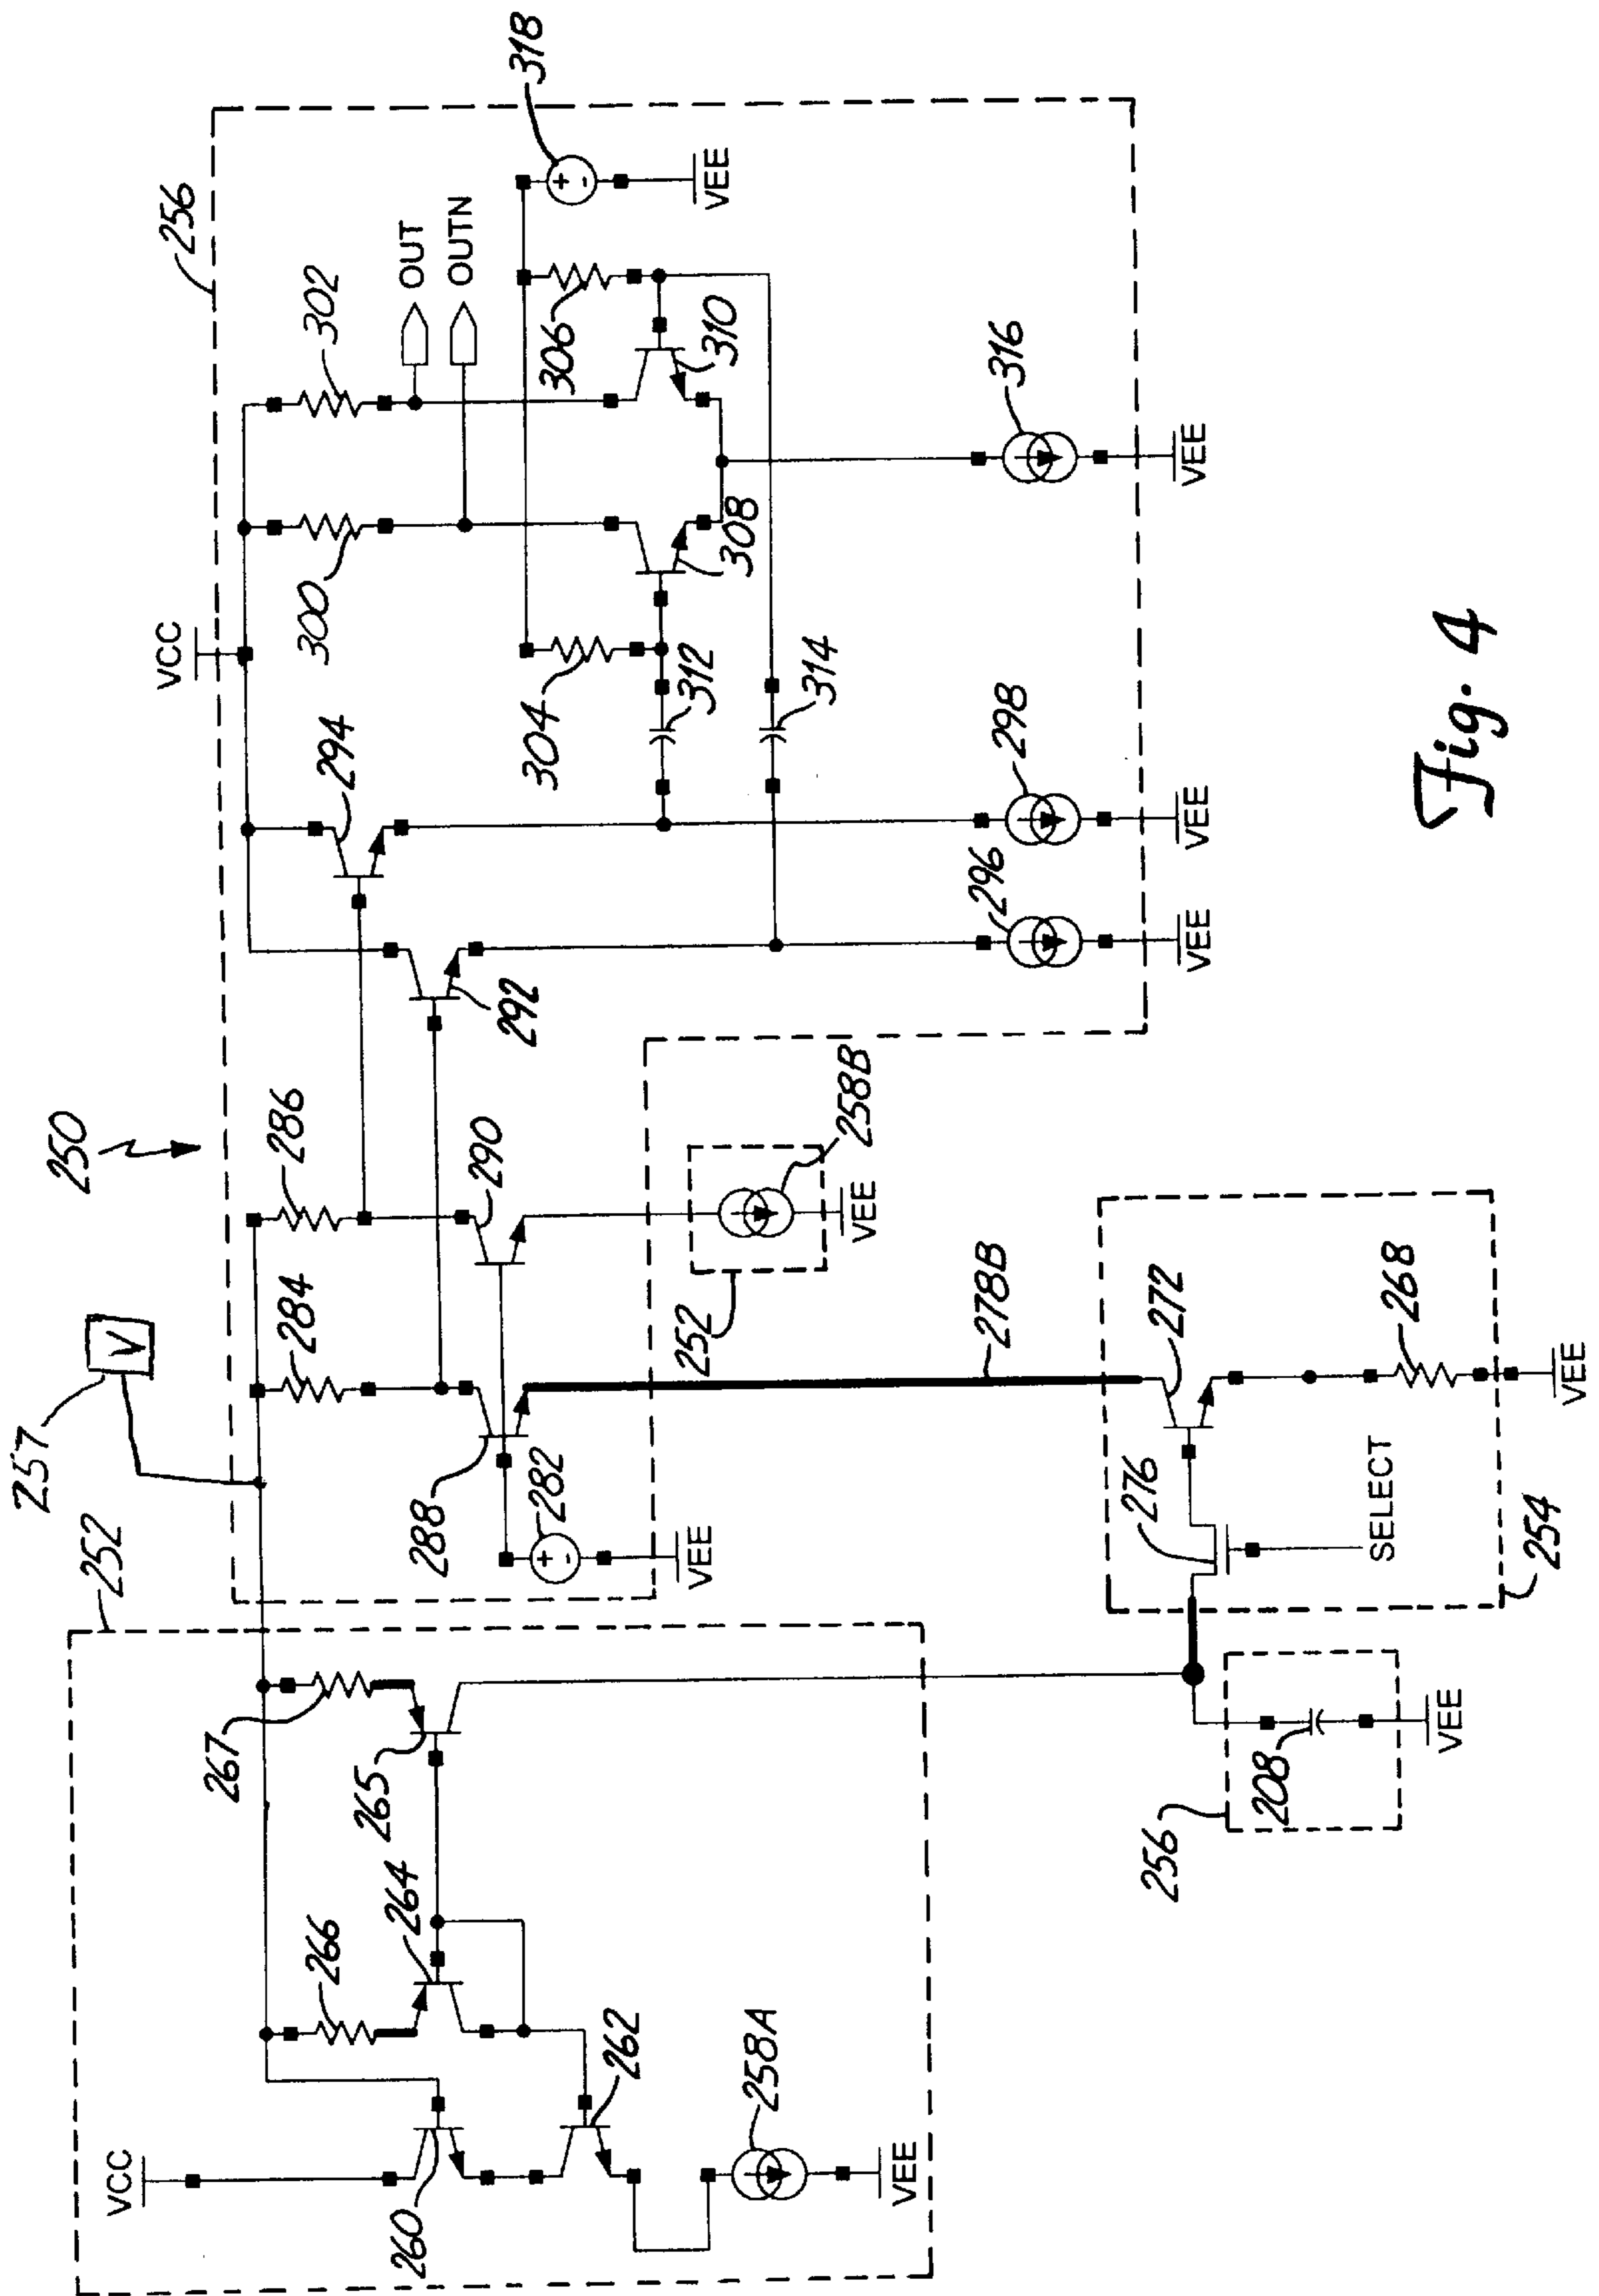 250
257
V
VCC
256
252
VCC
267
266
265
264
260
262
258A
VEE
284
286
288
290
282
VEE
252
258B
VEE
278B
294
292
300
302
OUT
OUTN
318
VEE
304
306
308
310
312
314
296
298
316
VEE
VEE
VEE
256
208
VEE
276
272
268
SELECT
VEE
254
Fig. 4